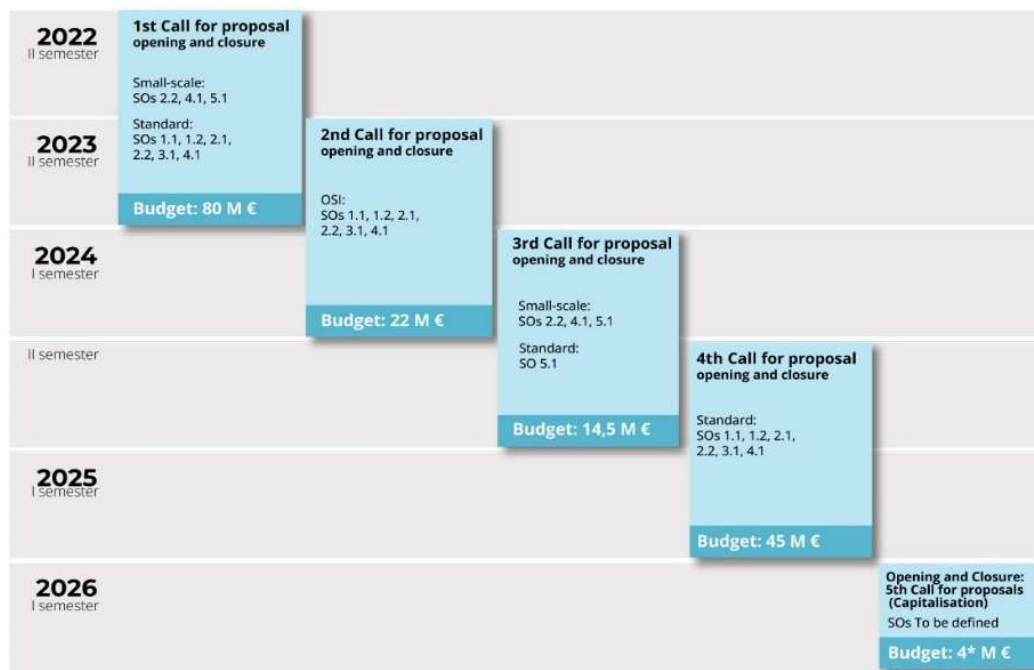 2022
II semester
1st Call for proposal
opening and closure
Small-scale:
SOs 2.2, 4.1, 5.1
Standard:
SOs 1.1, 1.2, 2.1,
2.2, 3.1, 4.1
Budget: 80 M €
2023
II semester
2nd Call for proposal
opening and closure
OSI:
SOs 1.1, 1.2, 2.1,
2.2, 3.1, 4.1
Budget: 22 M €
2024
I semester
3rd Call for proposal
opening and closure
Small-scale:
SOs 2.2, 4.1, 5.1
Standard:
SO 5.1
Budget: 14,5 M €
II semester
4th Call for proposal
opening and closure
Standard:
SOs 1.1, 1.2, 2.1,
2.2, 3.1, 4.1
Budget: 45 M €
2025
I semester
2026
I semester
Opening and Closure:
5th Call for proposals
(Capitalisation)
SOs To be defined
Budget: 4* M €